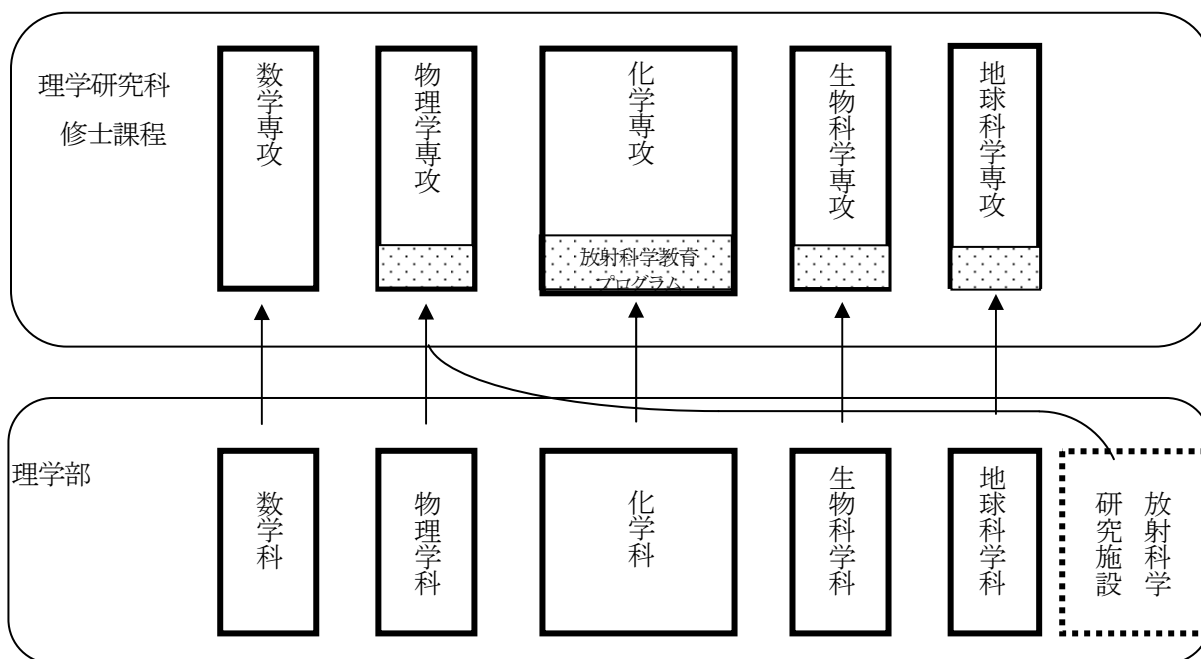 理学研究科
修士課程
数学専攻
物理学専攻
化学専攻
生物科学専攻
地球科学専攻
放射科学教育
プログラム
理学部
数学科
物理学科
化学科
生物科学科
地球科学科
放射科学
研究施設